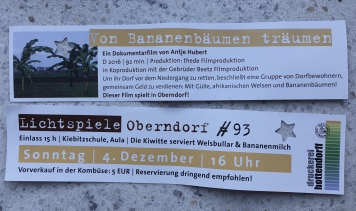 Von Bananenbäumen träumen
Ein Dokumentarfilm von Antje Hubert
D 2016 | 92 min. | Produktion: thede Filmproduktion
in Koproduktion mit der Gebrüder Beetz Filmproduktion
Um ihr Dorf vor dem Niedergang zu retten, beschließt eine Gruppe von Dorfbewohnern,
gemeinsam Geld zu verdienen: Mit Gülle, afrikanischen Welsen und Bananenbäumen!
Dieser Film spielt in Oberndorf!
Lichtspiele Oberndorf #93
Einlass 15 h | Kiebitzschule, Aula | Die Kiwitte serviert Welsbullar & Bananenmilch
Sonntag | 4. Dezember | 16 Uhr
Vorverkauf in der Kombüse: 5 EUR | Reservierung dringend empfohlen!
druckerei
hottendorff